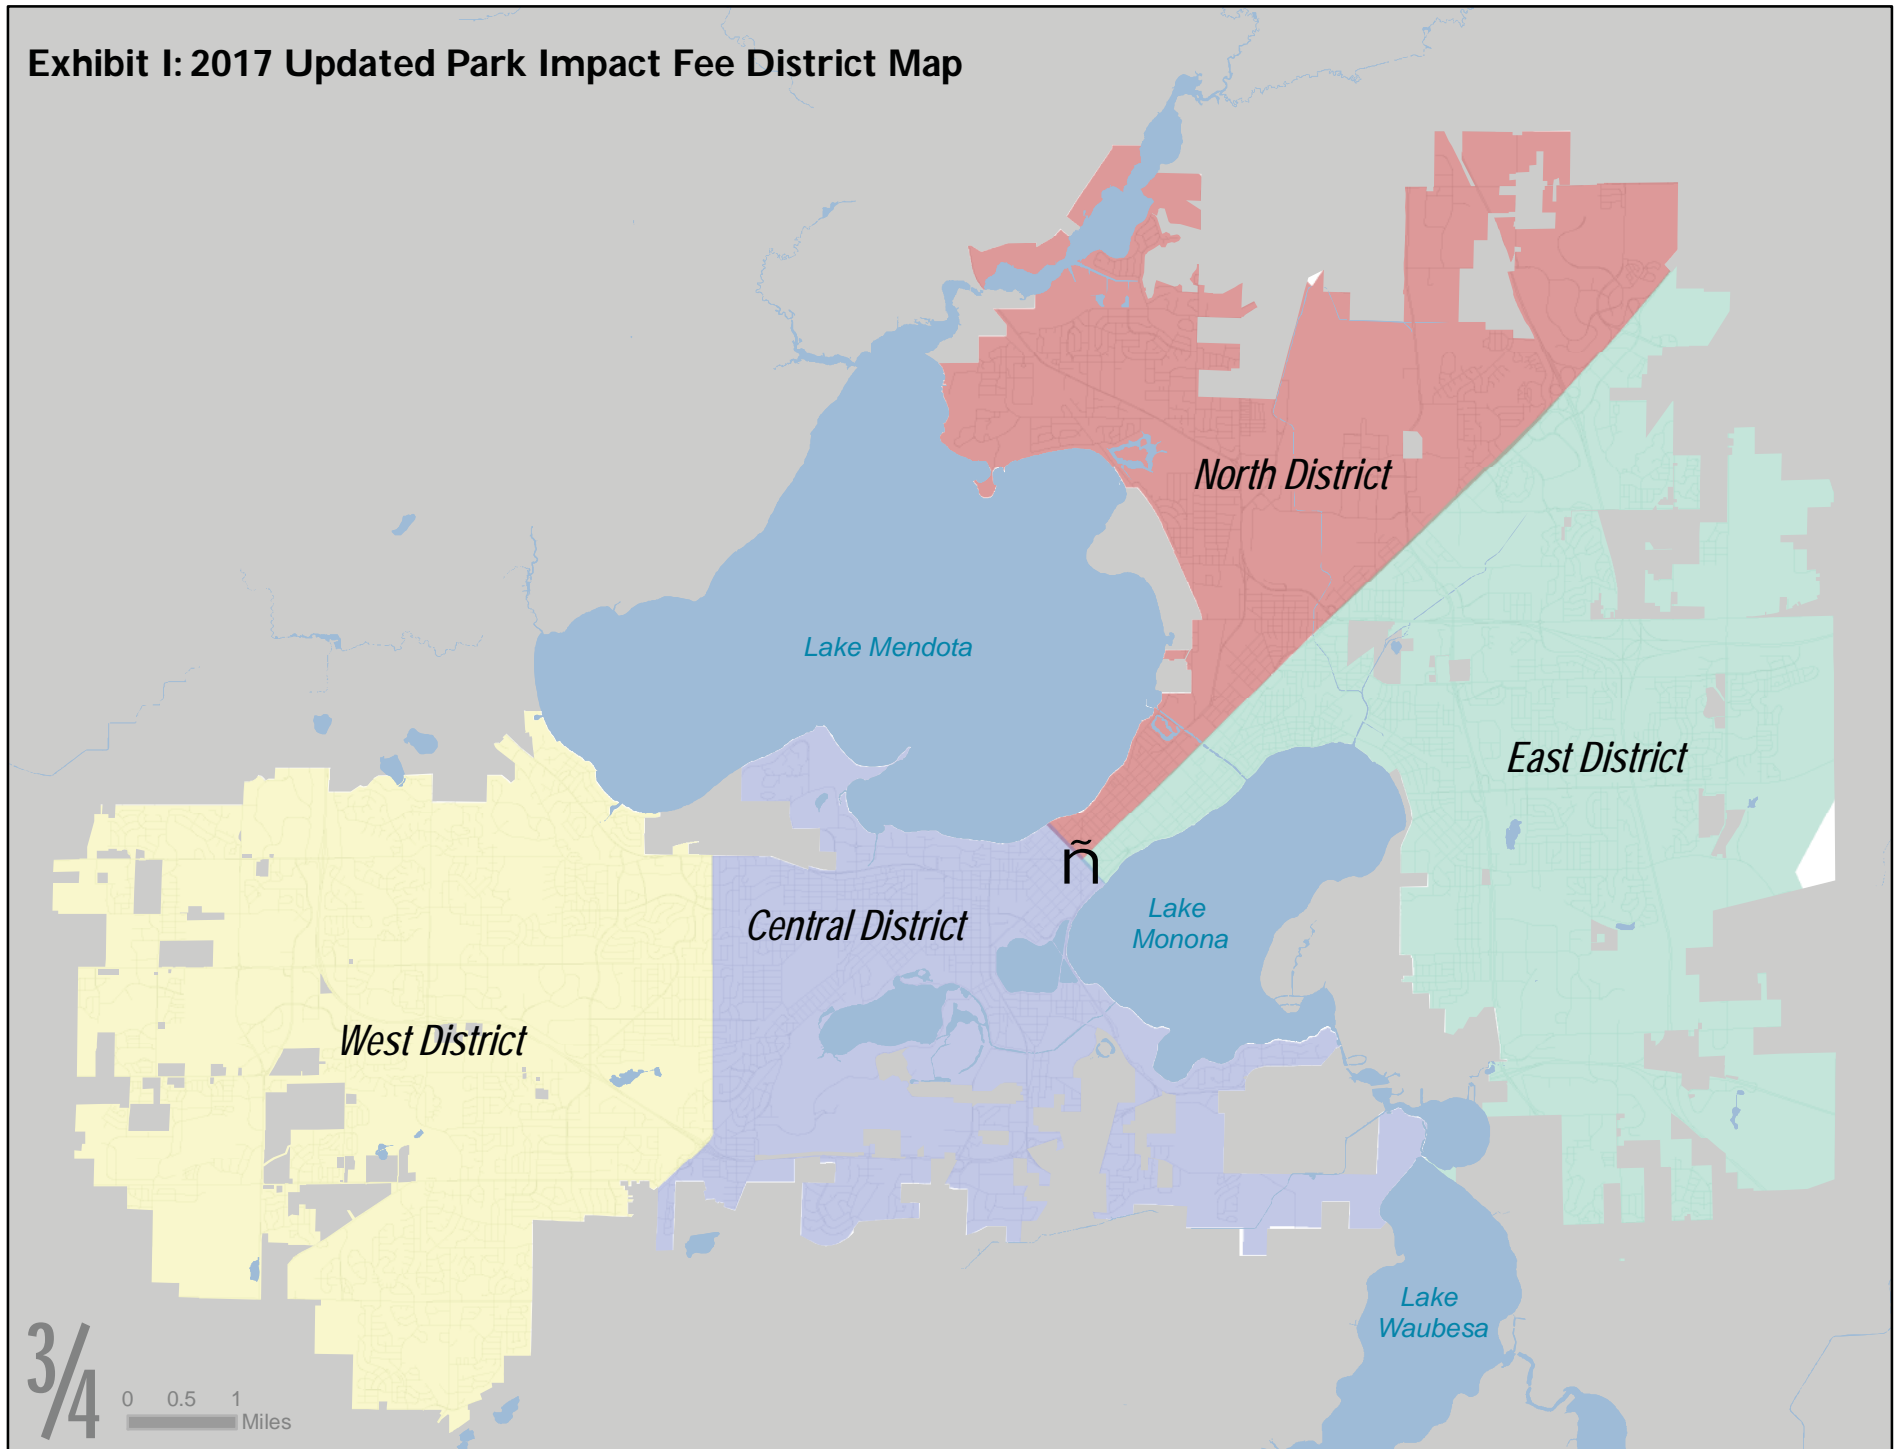 Exhibit I: 2017 Updated Park Impact Fee District Map
North District
Lake Mendota
East District
ñ
Central District
Lake
Monona
West District
Lake
Waubesa
3/4
0 0.5 1
Miles